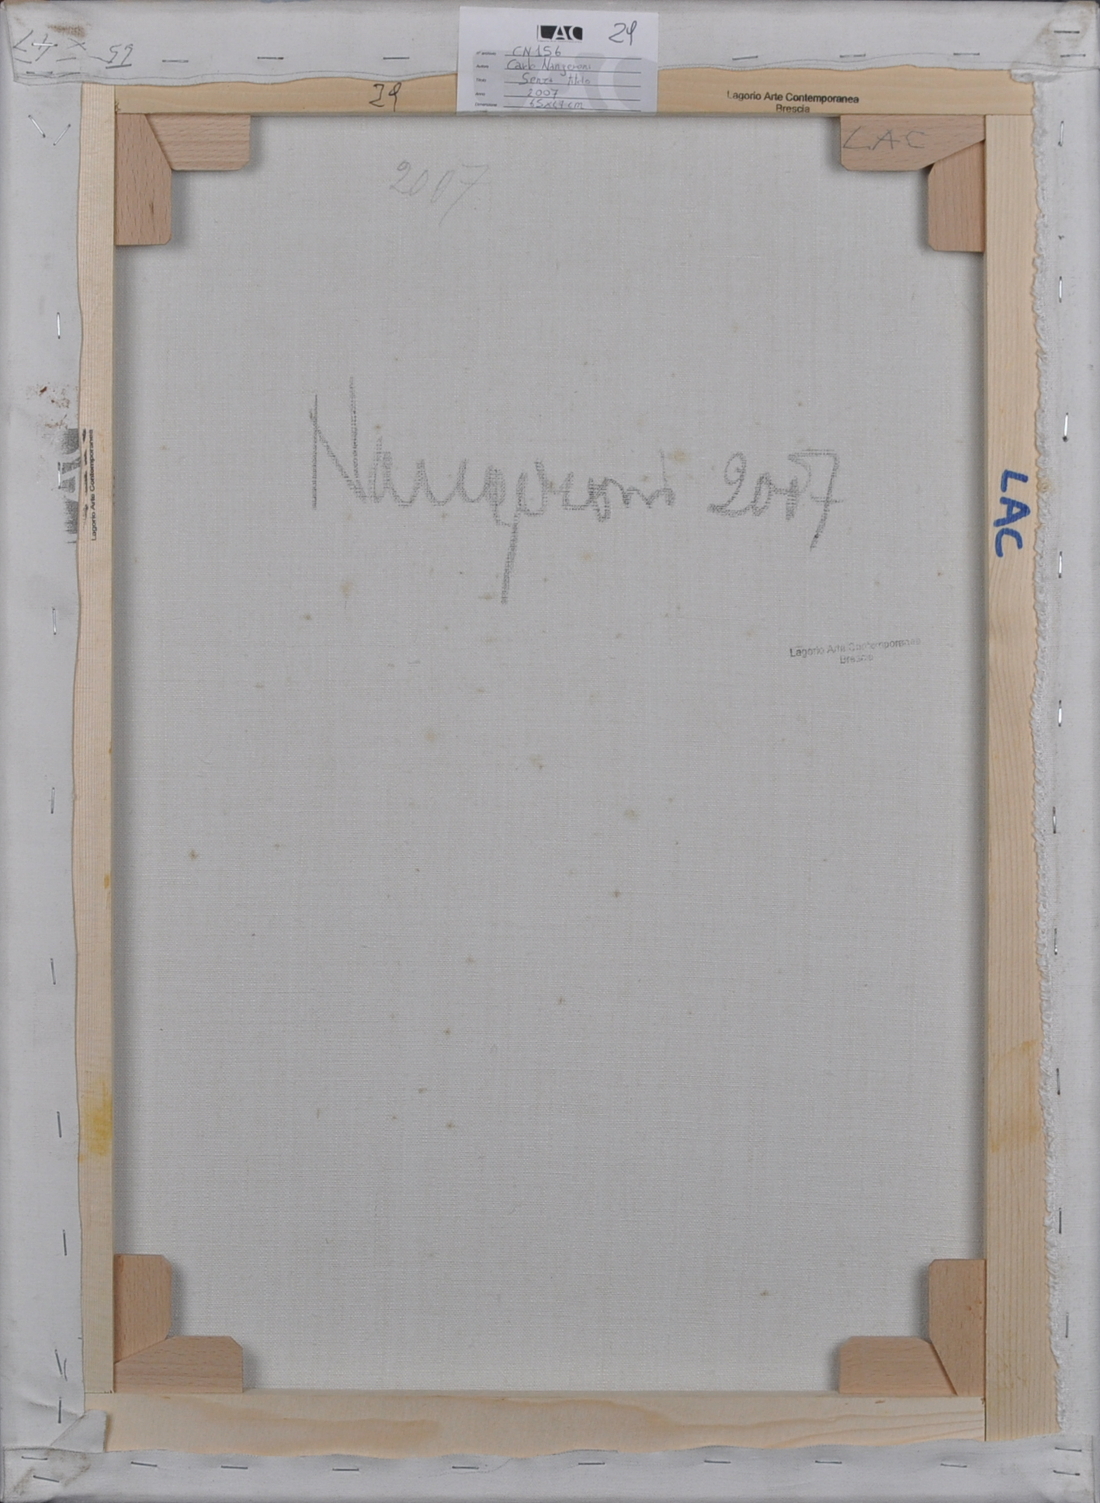 LAC 29
CN156
Carlo Nangeroni
Senza titolo
2007
29
Lagorio Arte Contemporanea
Brescia
LAC
2007
Nangeroni 2007
LAC
Lagorio Arte Contemporanea
Lagorio Arte Contemporanea
Brescia